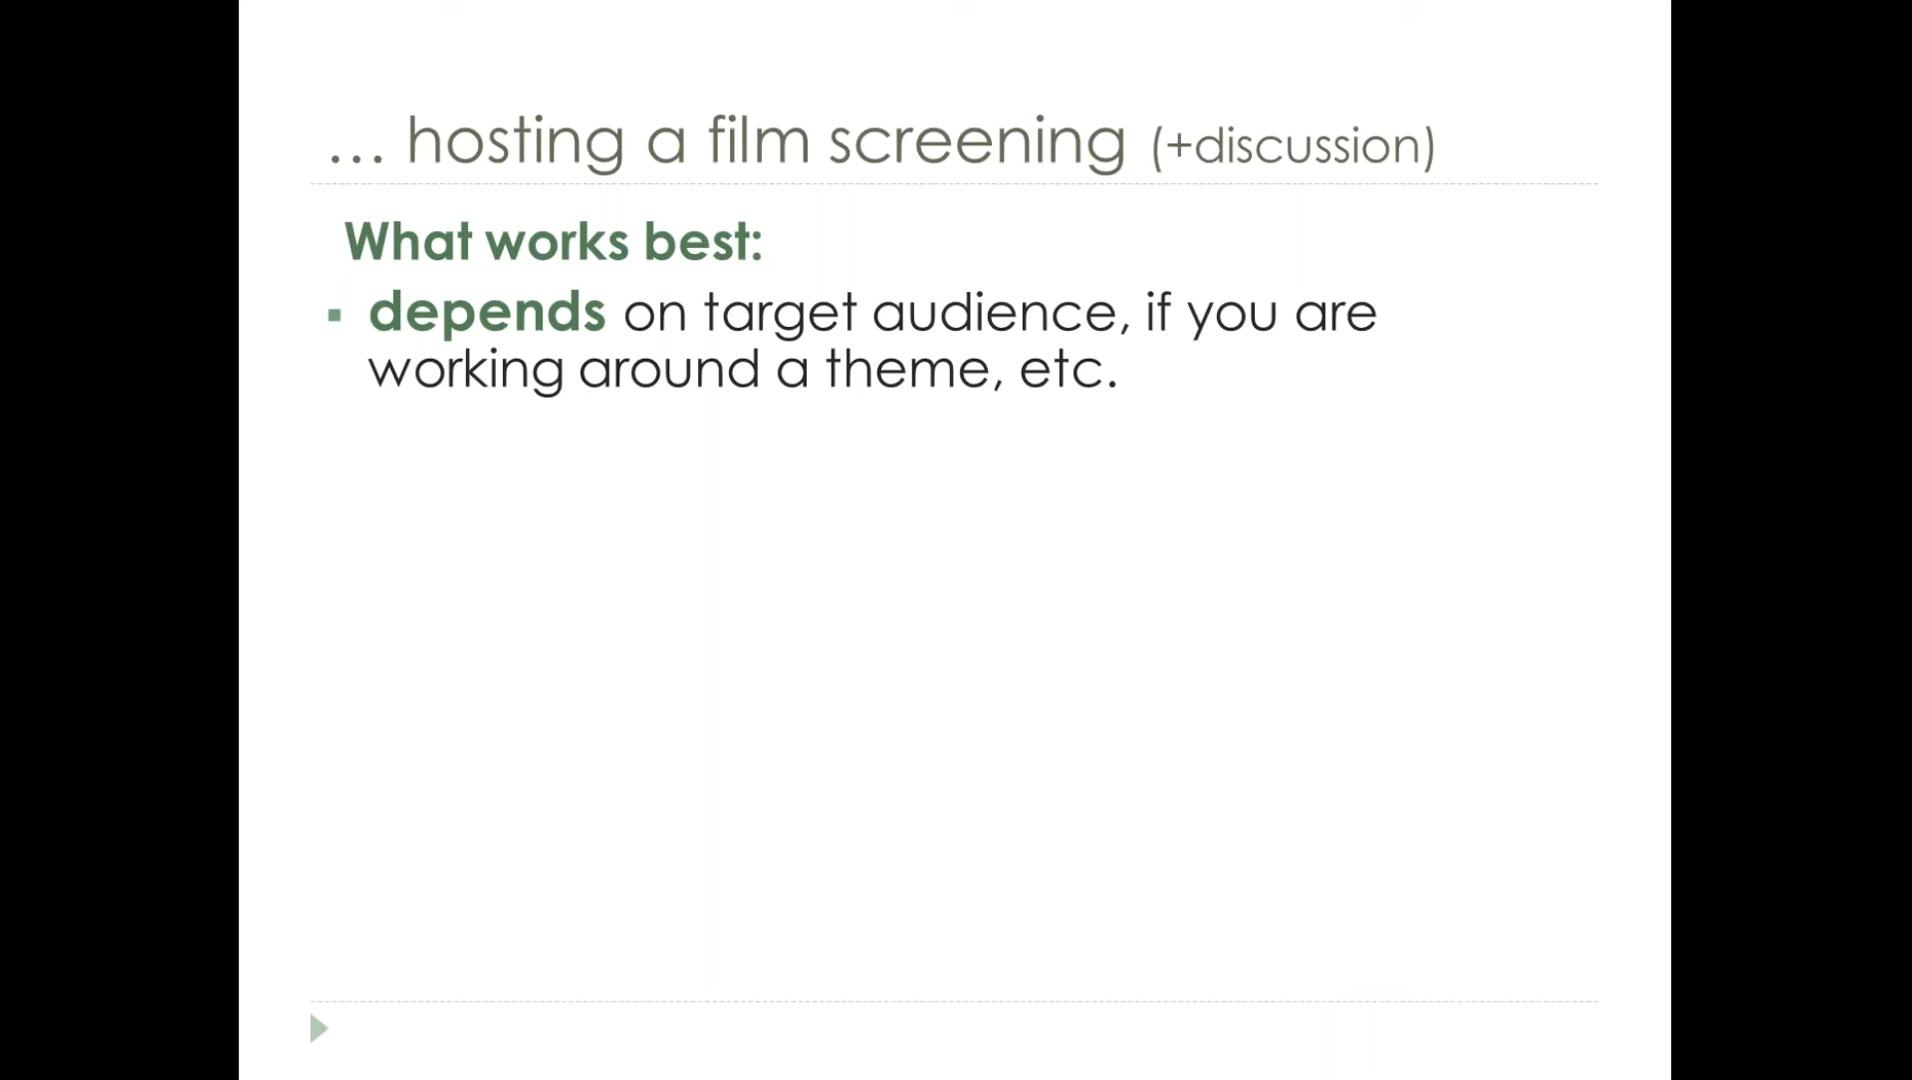 ... hosting a film screening (+discussion)
What works best:
▪ depends on target audience, if you are
working around a theme, etc.